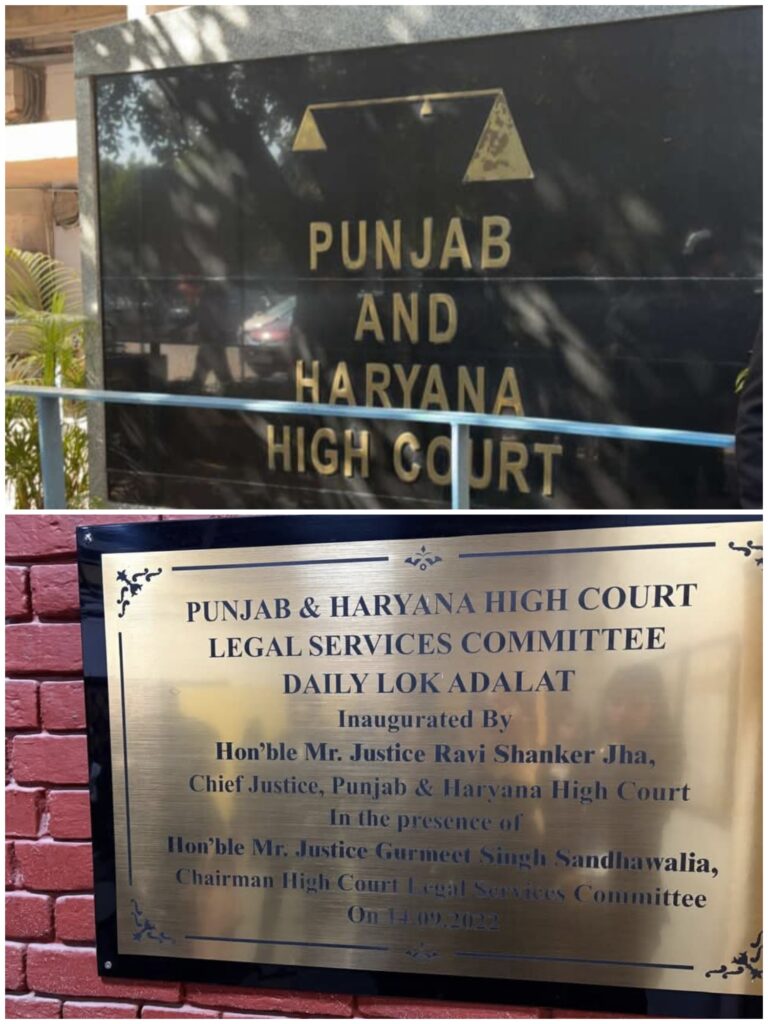 PUNJAB
AND
HARYANA
HIGH COURT
PUNJAB & HARYANA HIGH COURT
LEGAL SERVICES COMMITTEE
DAILY LOK ADALAT
Inaugurated By
Hon'ble Mr. Justice Ravi Shanker Jha,
Chief Justice, Punjab & Haryana High Court
In the presence of
Hon'ble Mr. Justice Gurmeet Singh Sandhawalia,
Chairman High Court Legal Services Committee
On 14.09.2022